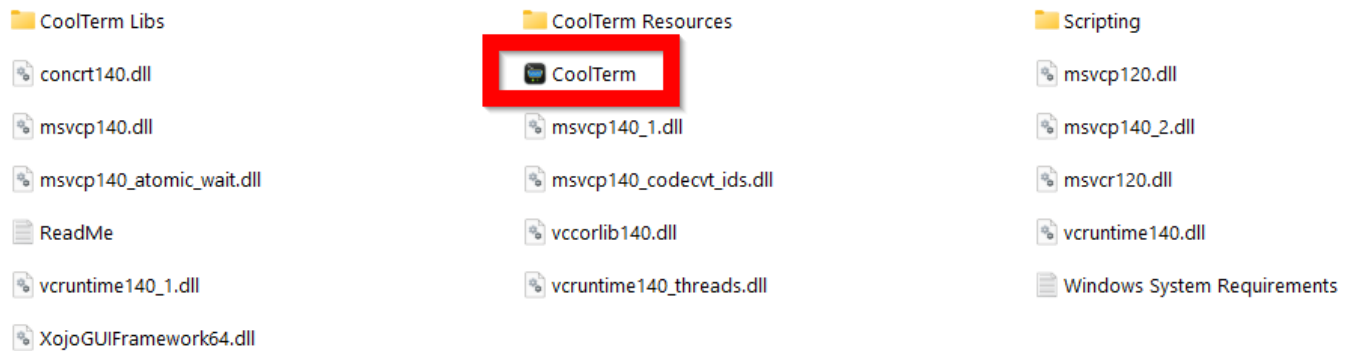 CoolTerm Libs
CoolTerm Resources
Scripting
concrt140.dll
CoolTerm
msvcp120.dll
msvcp140.dll
msvcp140_1.dll
msvcp140_2.dll
msvcp140_atomic_wait.dll
msvcp140_codecvt_ids.dll
msvcr120.dll
ReadMe
vccorlib140.dll
vcruntime140.dll
vcruntime140_1.dll
vcruntime140_threads.dll
Windows System Requirements
XojoGUIFramework64.dll